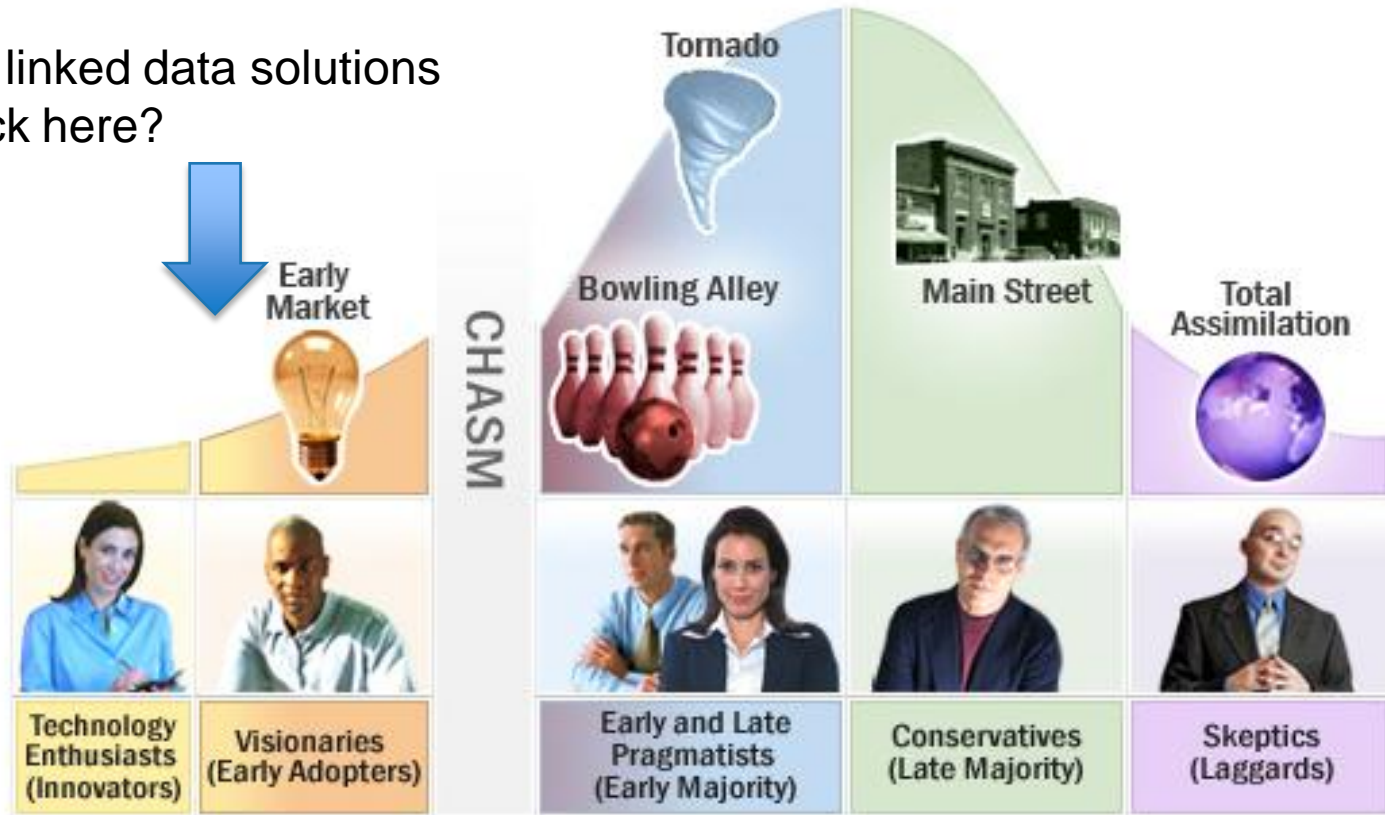 linked data solutions
ck here?
Tornado
Early
Market
CHASM
Bowling Alley
Main Street
Total
Assimilation
Technology
Enthusiasts
(Innovators)
Visionaries
(Early Adopters)
Early and Late
Pragmatists
(Early Majority)
Conservatives
(Late Majority)
Skeptics
(Laggards)